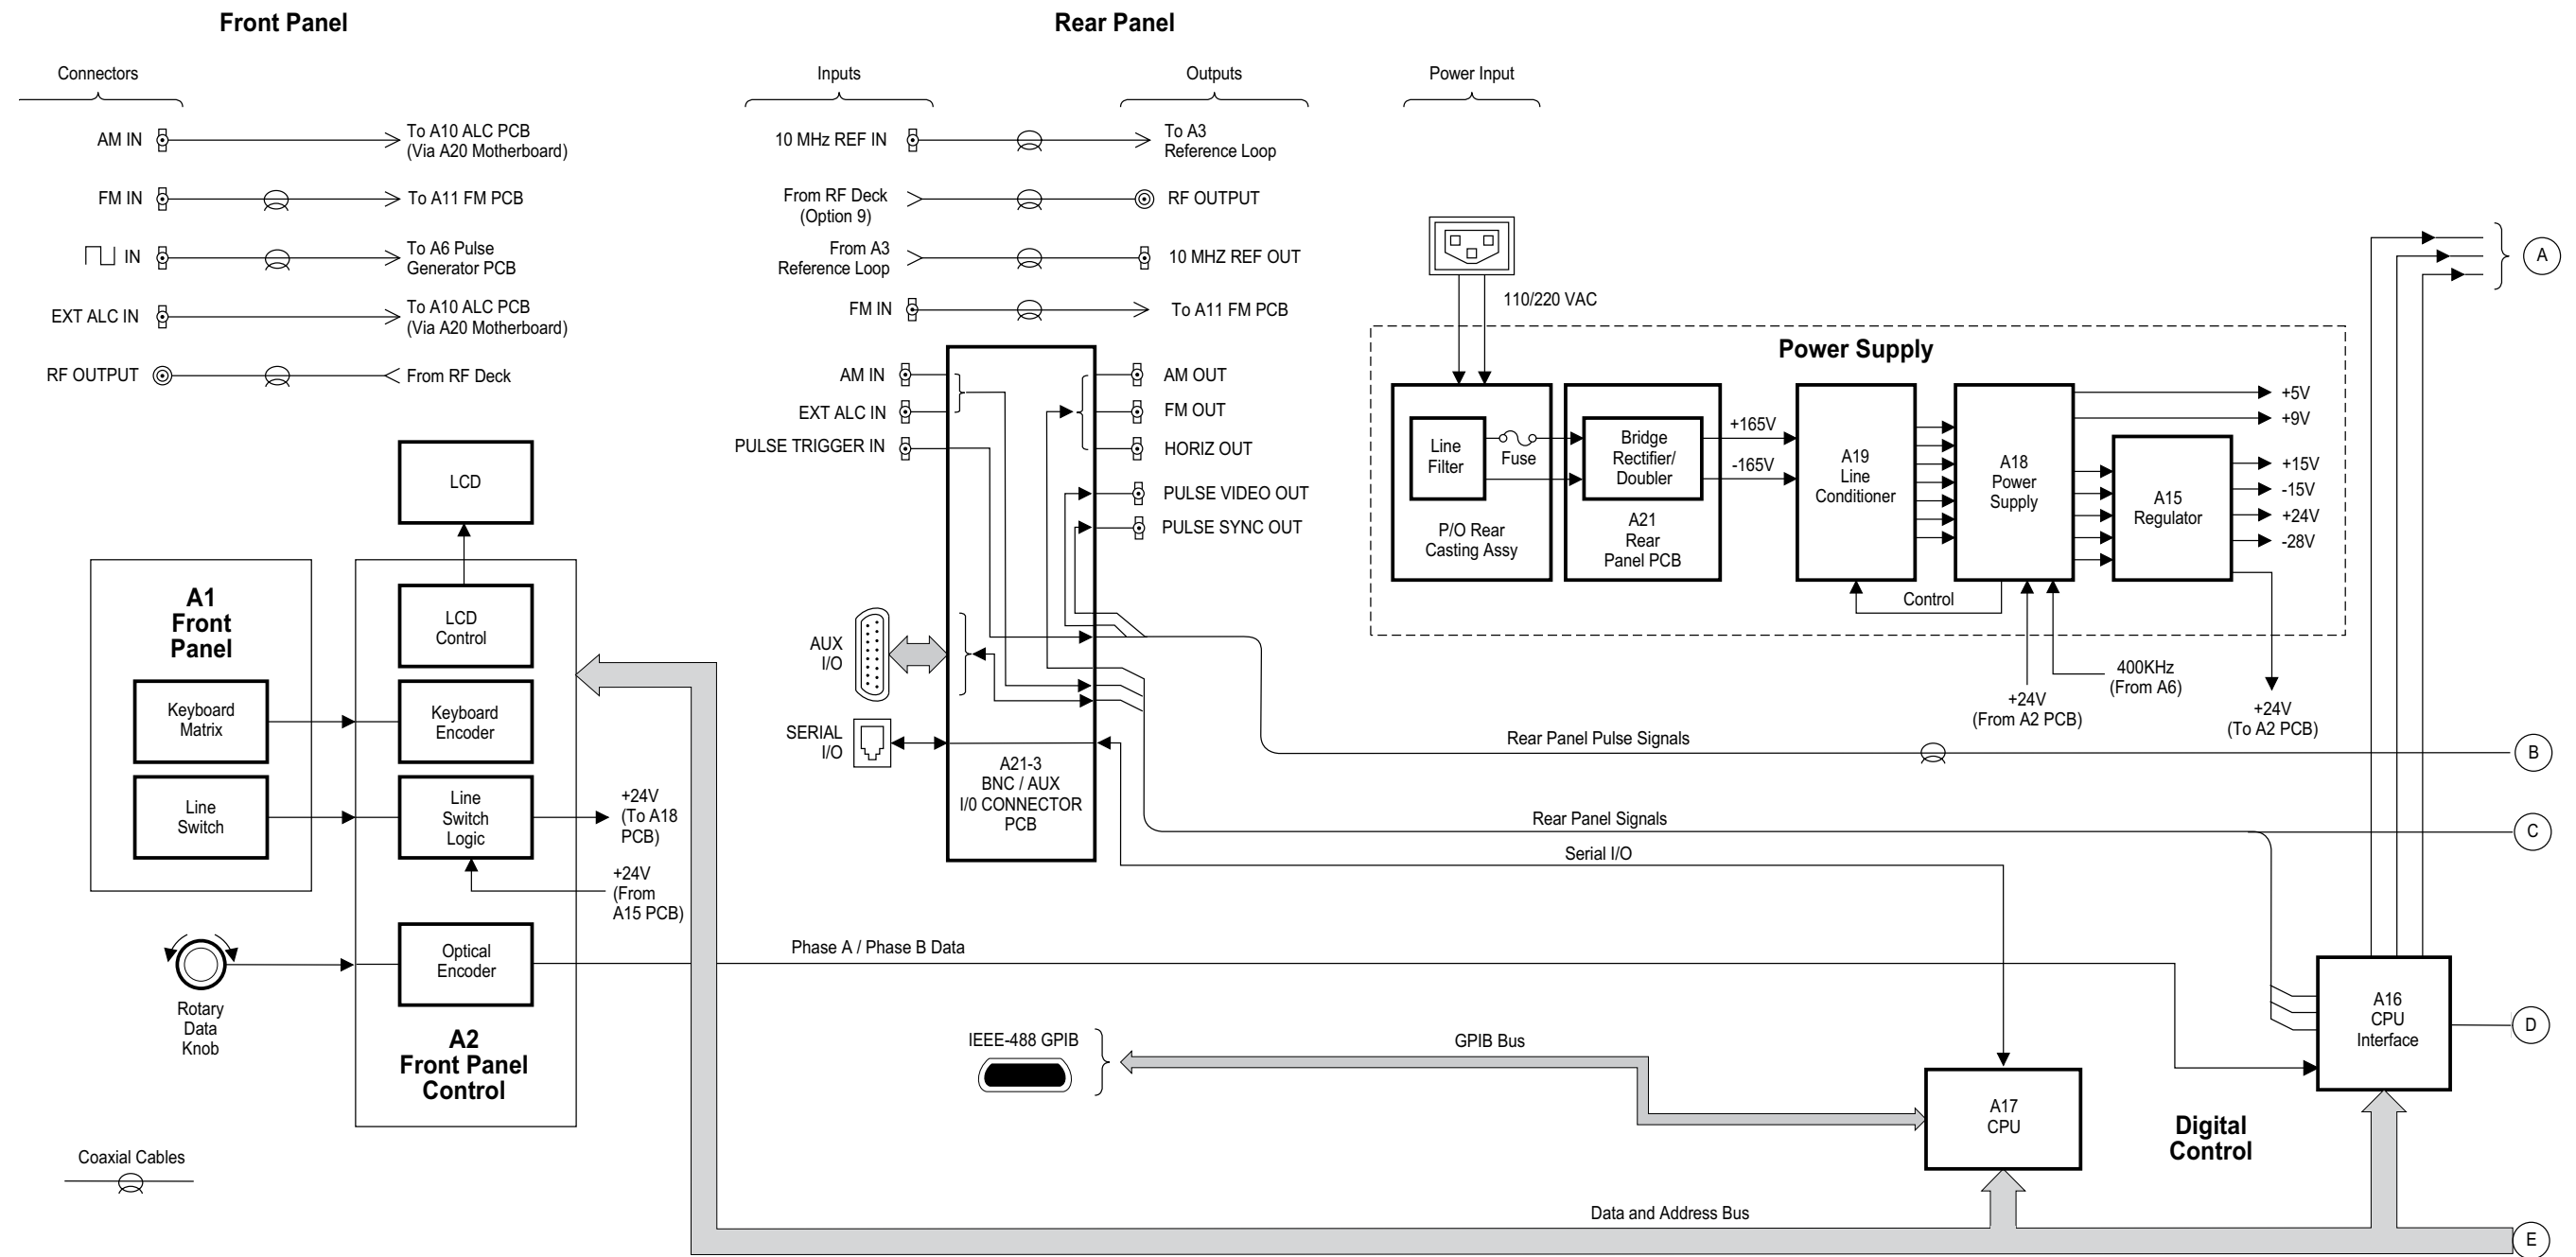 Front Panel
Rear Panel
Connectors
Inputs
Outputs
Power Input
AM IN
To A10 ALC PCB
(Via A20 Motherboard)
FM IN
To A11 FM PCB
IN
To A6 Pulse
Generator PCB
EXT ALC IN
To A10 ALC PCB
(Via A20 Motherboard)
RF OUTPUT
From RF Deck
10 MHz REF IN
To A3
Reference Loop
From RF Deck
(Option 9)
RF OUTPUT
From A3
Reference Loop
10 MHZ REF OUT
FM IN
To A11 FM PCB
AM IN
EXT ALC IN
PULSE TRIGGER IN
AM OUT
FM OUT
HORIZ OUT
PULSE VIDEO OUT
PULSE SYNC OUT
AUX
I/O
SERIAL
I/O
A21-3
BNC / AUX
I/0 CONNECTOR
PCB
110/220 VAC
Power Supply
Line
Filter
Fuse
P/O Rear
Casting Assy
Bridge
Rectifier/
Doubler
A21
Rear
Panel PCB
+165V
-165V
A19
Line
Conditioner
A18
Power
Supply
A15
Regulator
+5V
+9V
+15V
-15V
+24V
-28V
Control
+24V
(From A2 PCB)
400KHz
(From A6)
+24V
(To A2 PCB)
A
LCD
A1
Front
Panel
Keyboard
Matrix
Line
Switch
LCD
Control
Keyboard
Encoder
Line
Switch
Logic
+24V
(To A18
PCB)
+24V
(From
A15 PCB)
Optical
Encoder
A2
Front Panel
Control
Rotary
Data
Knob
Coaxial Cables
Rear Panel Pulse Signals
B
Rear Panel Signals
C
Serial I/O
Phase A / Phase B Data
IEEE-488 GPIB
GPIB Bus
A17
CPU
A16
CPU
Interface
D
Digital
Control
Data and Address Bus
E